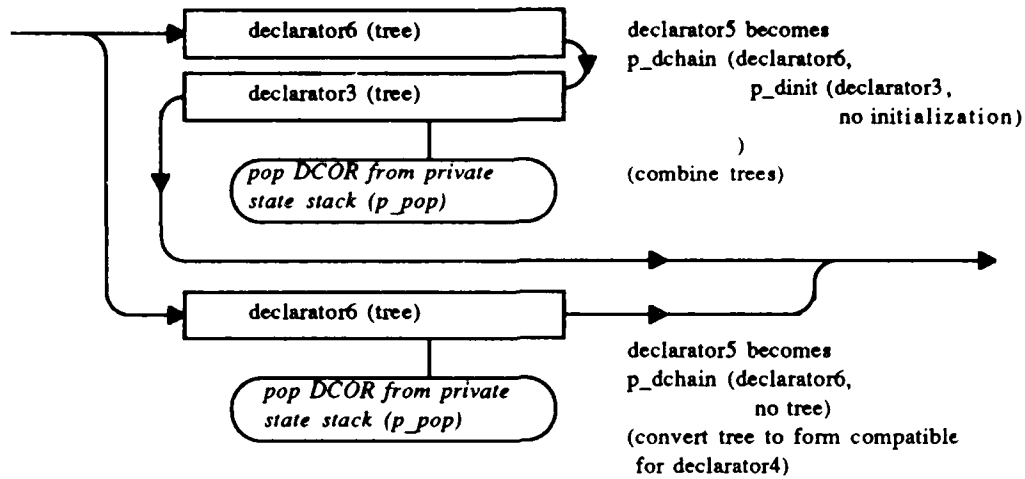 declarator6 (tree)
declarator3 (tree)
pop DCOR from private
state stack (p_pop)
declarator5 becomes
p_dchain (declarator6,
p_dinit (declarator3,
no initialization)
)
(combine trees)
declarator6 (tree)
pop DCOR from private
state stack (p_pop)
declarator5 becomes
p_dchain (declarator6,
no tree)
(convert tree to form compatible
for declarator4)